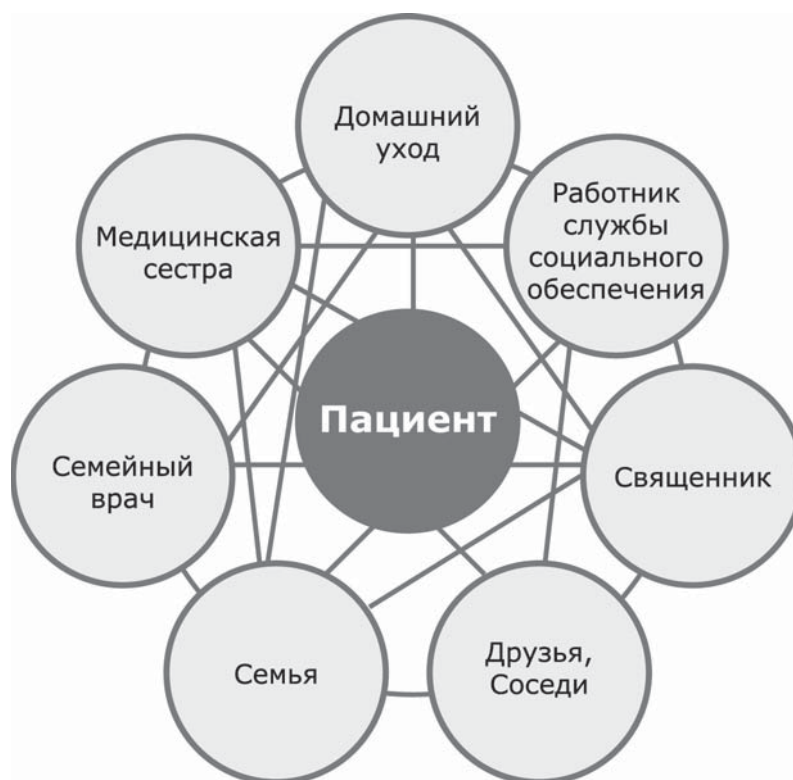 Домашний
уход
Работник
службы
социального
обеспечения
Медицинская
сестра
Пациент
Семейный
врач
Священник
Семья
Друзья,
Соседи